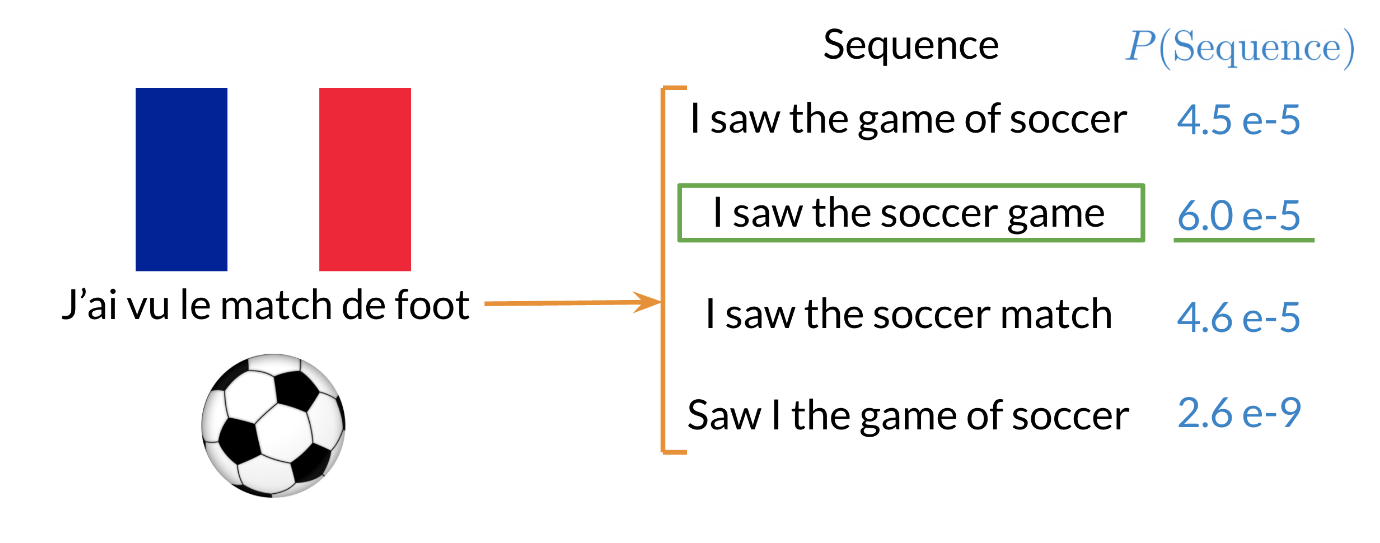 Sequence P(Sequence)
I saw the game of soccer 4.5 e-5
I saw the soccer game 6.0 e-5
J’ai vu le match de foot
I saw the soccer match 4.6 e-5
Saw I the game of soccer 2.6 e-9